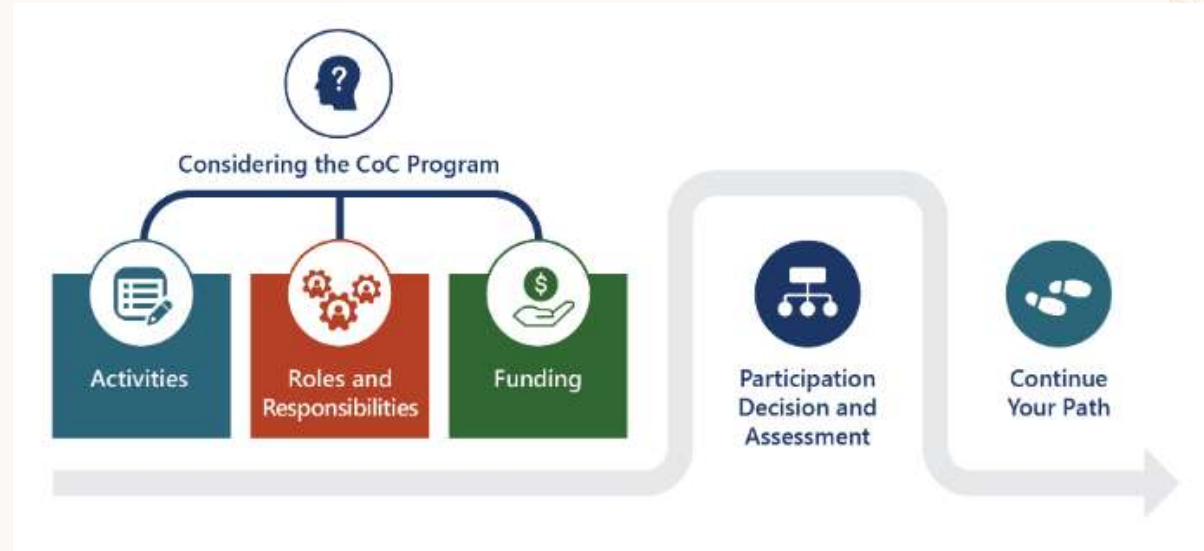 ?
Considering the CoC Program
$
Activities
Roles and
Responsibilities
Funding
Participation
Decision and
Assessment
Continue
Your Path